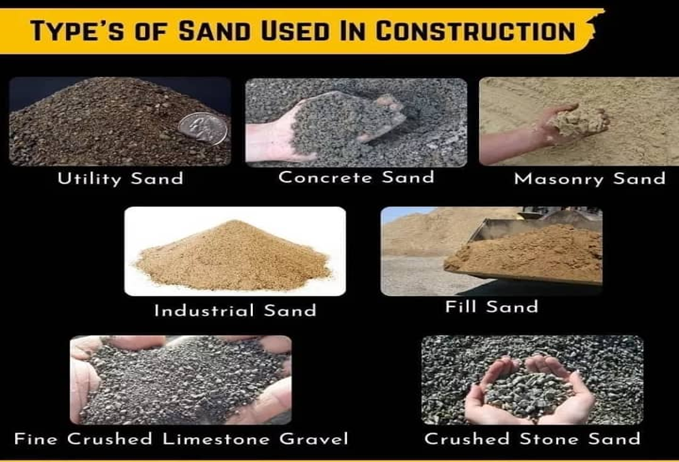 TYPE'S OF SAND USED IN CONSTRUCTION
Utility Sand
Concrete Sand
Masonry Sand
Industrial Sand
Fill Sand
Fine Crushed Limestone Gravel
Crushed Stone Sand